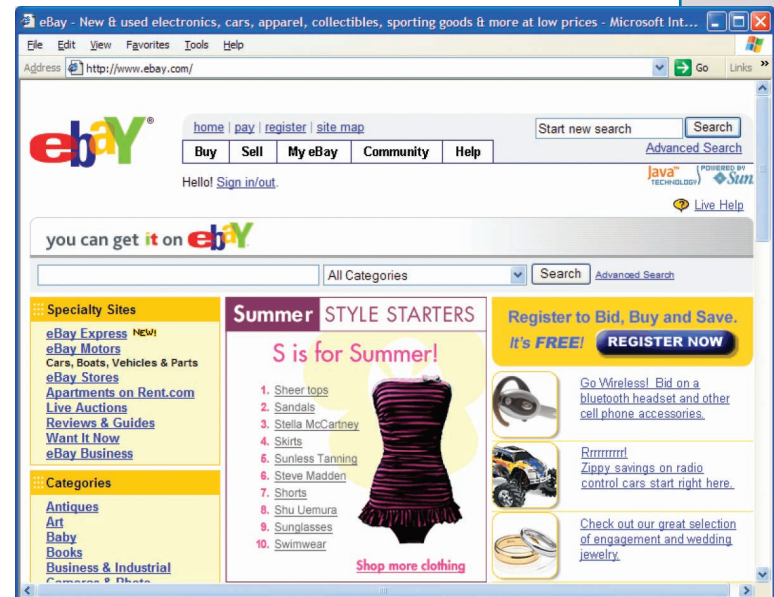 eBay - New & used electronics, cars, apparel, collectibles, sporting goods & more at low prices - Microsoft Int...
File Edit View Favorites Tools Help
Address http://www.ebay.com/ Go Links »
ebay®
home | pay | register | site map
Start new search Search
Buy Sell My eBay Community Help
Advanced Search
Hello! Sign in/out.
Java™ TECHNOLOGY POWERED BY Sun
Live Help
you can get it on ebay
All Categories Search Advanced Search
Specialty Sites
eBay Express NEW!
eBay Motors
Cars, Boats, Vehicles & Parts
eBay Stores
Apartments on Rent.com
Live Auctions
Reviews & Guides
Want It Now
eBay Business
Categories
Antiques
Art
Baby
Books
Business & Industrial
Cameras & Photo
Summer STYLE STARTERS
S is for Summer!
1. Sheer tops
2. Sandals
3. Stella McCartney
4. Skirts
5. Sunless Tanning
6. Steve Madden
7. Shorts
8. Shu Uemura
9. Sunglasses
10. Swimwear
Shop more clothing
Register to Bid, Buy and Save.
It's FREE! REGISTER NOW
Go Wireless! Bid on a
bluetooth headset and other
cell phone accessories.
Rrrrrrrrr!
Zippy savings on radio
control cars start right here.
Check out our great selection
of engagement and wedding
jewelry.